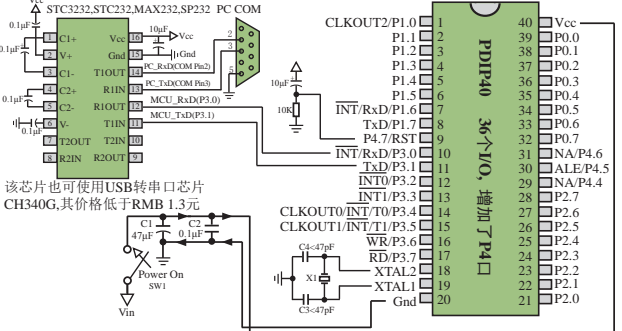 Vcc
STC3232,STC232,MAX232,SP232 PC COM
0.1μF
10μF
Vcc
0.1μF
1 C1+ Vcc 16
2 V+ Gnd 15 Gnd
3 C1- T1OUT 14 PC_RxD(COM Pin2)
4 C2+ R1IN 13 PC_TxD(COM Pin3)
5 C2- R1OUT 12 MCU_RxD(P3.0)
6 V- T1IN 11 MCU_TxD(P3.1)
7 T2OUT T2IN 10
8 R2IN R2OUT 9
0.1μF
0.1μF
2
3
5
该芯片也可使用USB转串口芯片
CH340G,其价格低于RMB 1.3元
C1
47μF
C2
0.1μF
Power On
SW1
Vin
10μF
10K
C4<47pF
X1
C3<47pF
CLKOUT2/P1.0 1
P1.1 2
P1.2 3
P1.3 4
P1.4 5
P1.5 6
INT/RxD/P1.6 7
TxD/P1.7 8
P4.7/RST 9
INT/RxD/P3.0 10
TxD/P3.1 11
INT0/P3.2 12
INT1/P3.3 13
CLKOUT0/INT/T0/P3.4 14
CLKOUT1/INT/T1/P3.5 15
WR/P3.6 16
RD/P3.7 17
XTAL2 18
XTAL1 19
Gnd 20
PDIP40 36个I/O, 增加了P4口
40 Vcc
39 P0.0
38 P0.1
37 P0.2
36 P0.3
35 P0.4
34 P0.5
33 P0.6
32 P0.7
31 NA/P4.6
30 ALE/P4.5
29 NA/P4.4
28 P2.7
27 P2.6
26 P2.5
25 P2.4
24 P2.3
23 P2.2
22 P2.1
21 P2.0